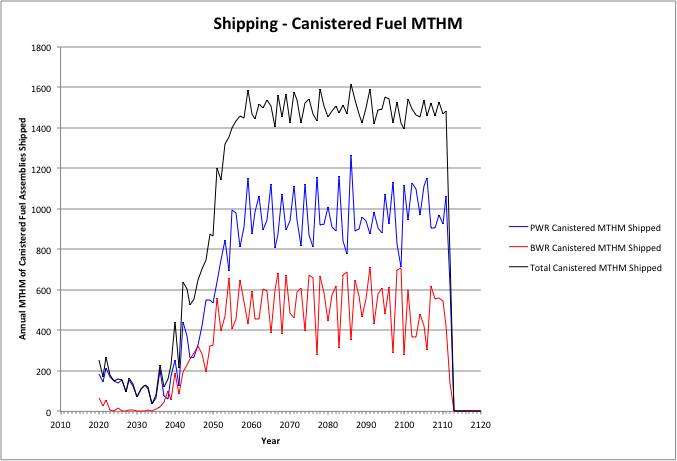 Shipping - Canistered Fuel MTHM
Annual MTHM of Canistered Fuel Assemblies Shipped
1800
1600
1400
1200
1000
800
600
400
200
0
2010 2020 2030 2040 2050 2060 2070 2080 2090 2100 2110 2120
Year
PWR Canistered MTHM Shipped
BWR Canistered MTHM Shipped
Total Canistered MTHM Shipped